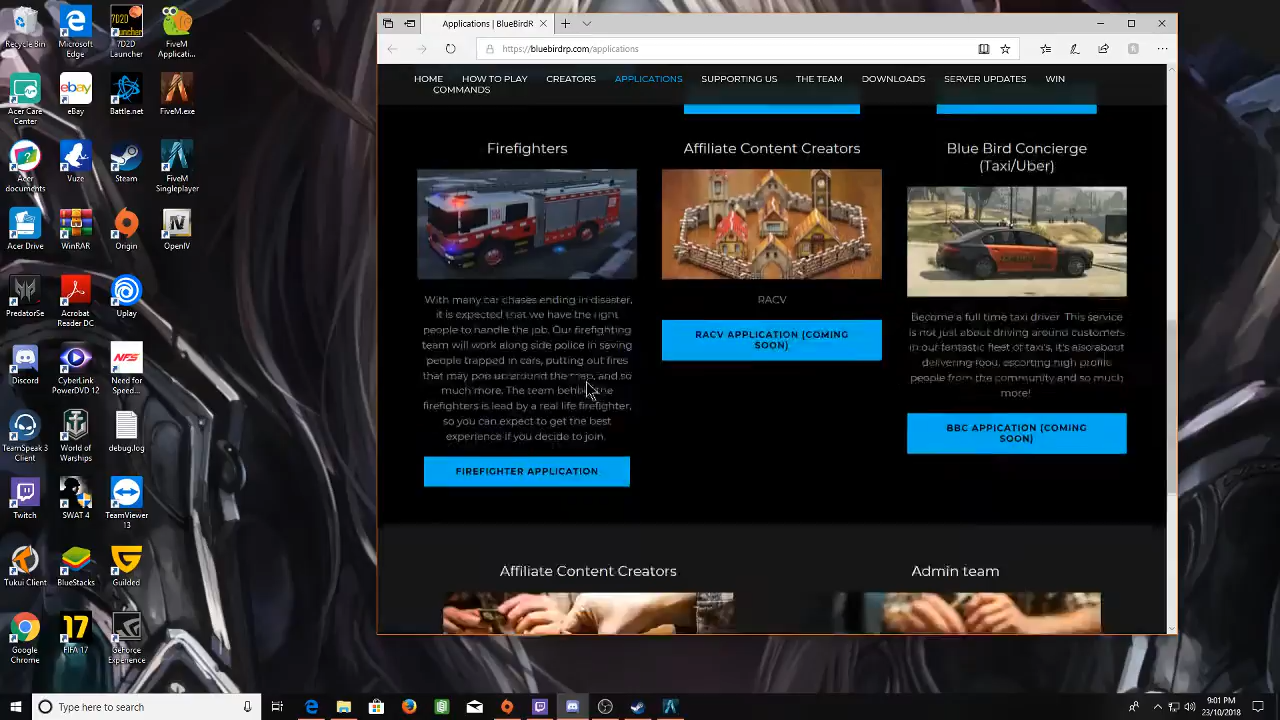 Recycle Bin
Microsoft Edge
7D2D Launcher
FiveM Applicati...
Acer Care Center
eBay
Battle.net
FiveM.exe
Acer documents
Vuze
Steam
FiveM Singleplayer
Acer Drive
WinRAR
Origin
OpenIV
PredatorSe...
Acrobat Reader DC
Uplay
Discord
CyberLink PowerDVD 12
Need for Speed...
TeamSpeak 3 Client
World of Warships
debug.log
Twitch
SWAT 4
TeamViewer 13
Tukui Client
BlueStacks
Guilded
Google Chrome
FIFA 17
GeForce Experience
Applications | BlueBirdR
https://bluebirdrp.com/applications
HOME HOW TO PLAY CREATORS APPLICATIONS SUPPORTING US THE TEAM DOWNLOADS SERVER UPDATES WIN
COMMANDS
Firefighters
With many car chases ending in disaster,
it is expected that we have the right
people to handle the job. Our firefighting
team will work along side police in saving
people trapped in cars, putting out fires
that may pop up around the map, and so
much more. The team behind the
firefighters is lead by a real life firefighter,
so you can expect to get the best
experience if you decide to join.
FIREFIGHTER APPLICATION
Affiliate Content Creators
RACV
RACV APPLICATION (COMING
SOON)
Blue Bird Concierge
(Taxi/Uber)
Become a full time taxi driver. This service
is not just about driving around customers
in our fantastic fleet of taxi's, it's also about
delivering food, escorting high profile
people from the community and so much
more!
BBC APPICATION (COMING
SOON)
Affiliate Content Creators
Admin team
Type here to search
9:01 PM
23/10/2018